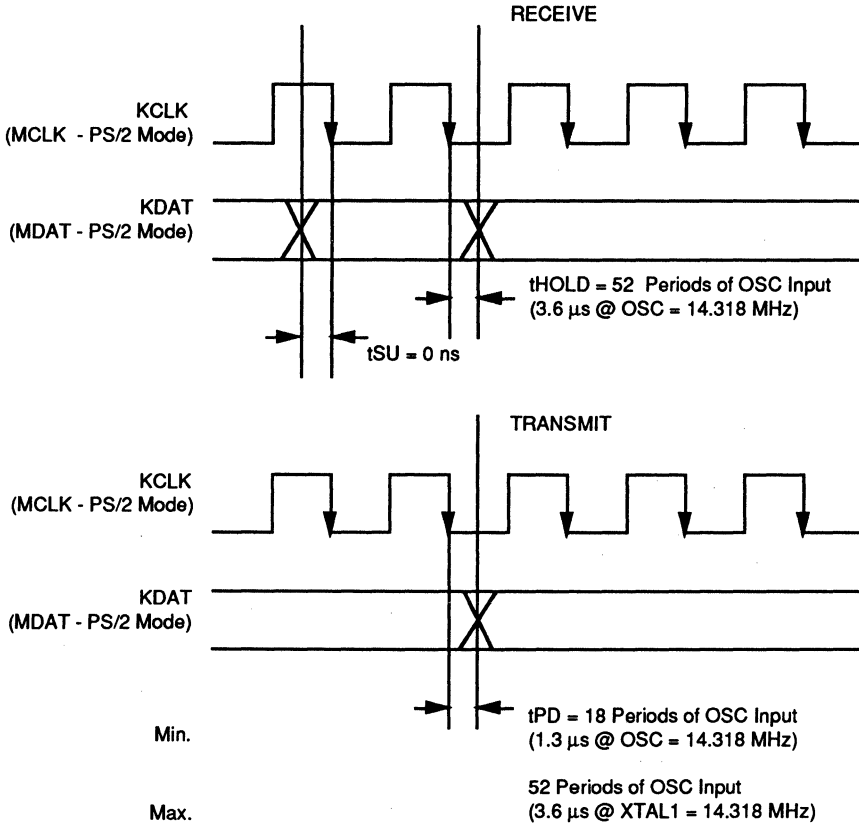 RECEIVE
KCLK
(MCLK - PS/2 Mode)
KDAT
(MDAT - PS/2 Mode)
tHOLD = 52 Periods of OSC Input
(3.6 µs @ OSC = 14.318 MHz)
tSU = 0 ns
TRANSMIT
KCLK
(MCLK - PS/2 Mode)
KDAT
(MDAT - PS/2 Mode)
Min.
tPD = 18 Periods of OSC Input
(1.3 µs @ OSC = 14.318 MHz)
Max.
52 Periods of OSC Input
(3.6 µs @ XTAL1 = 14.318 MHz)